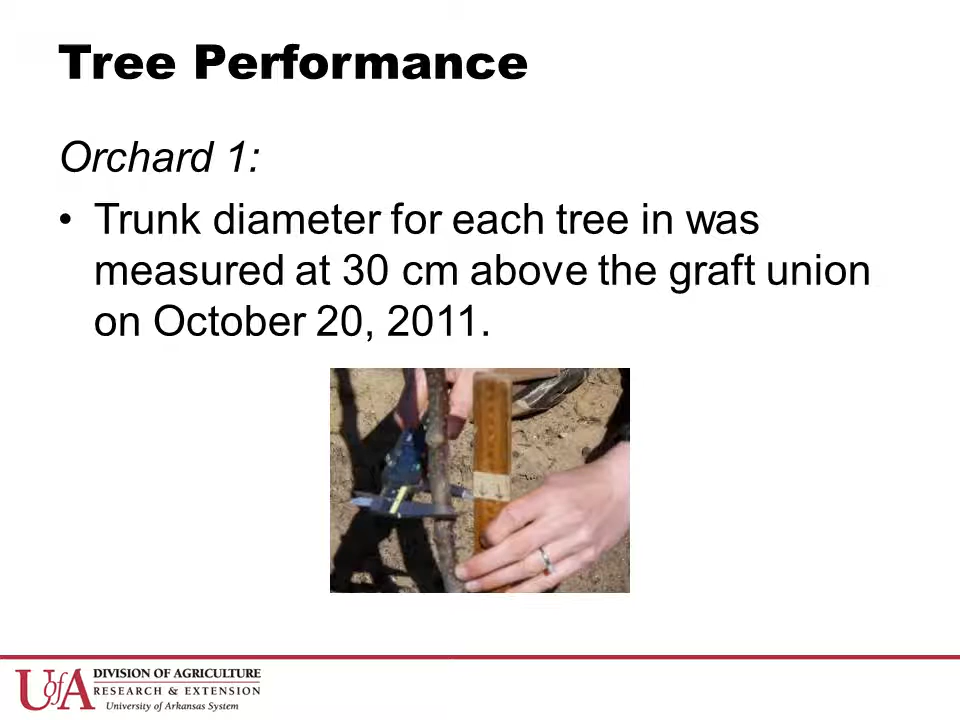 Tree Performance
Orchard 1:
• Trunk diameter for each tree in was
measured at 30 cm above the graft union
on October 20, 2011.
UofA
DIVISION OF AGRICULTURE
RESEARCH & EXTENSION
University of Arkansas System